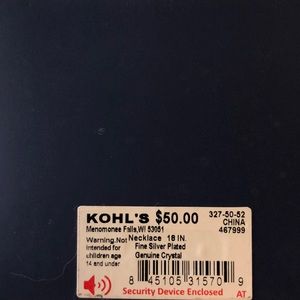 KOHL'S $50.00
327-50-52
CHINA
467999
Menomonee Falls,WI 53051
Warning.Not
intended for
children age
14 and under
Necklace 18 IN.
Fine Silver Plated
Genuine Crystal
8 45105 31570 9
Security Device Enclosed
AT